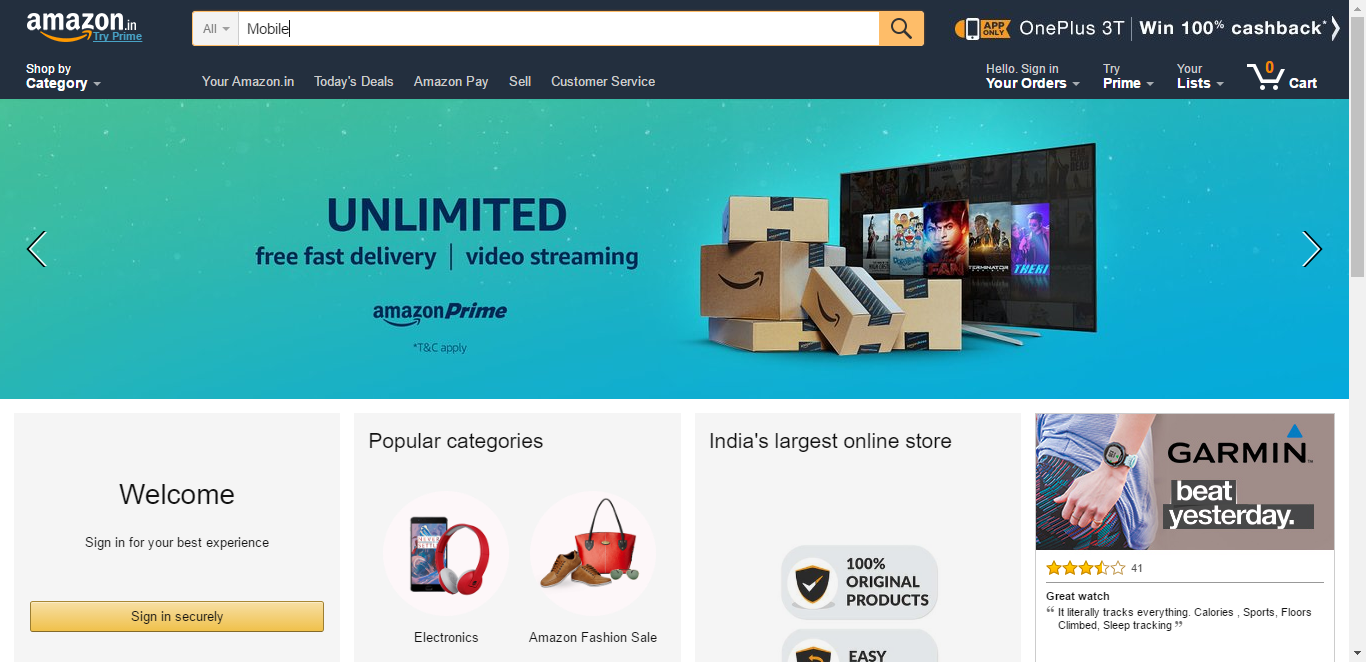 amazon.in
Try Prime
All
Mobile
APP ONLY
OnePlus 3T | Win 100% cashback*
Shop by
Category
Your Amazon.in
Today's Deals
Amazon Pay
Sell
Customer Service
Hello. Sign in
Your Orders
Try
Prime
Your
Lists
0
Cart
UNLIMITED
free fast delivery | video streaming
amazonPrime
*T&C apply
FAN
TERMINATOR
THERI
Welcome
Sign in for your best experience
Sign in securely
Popular categories
Electronics
Amazon Fashion Sale
India's largest online store
100%
ORIGINAL
PRODUCTS
EASY
GARMIN™
beat
yesterday.
41
Great watch
“ It literally tracks everything. Calories , Sports, Floors
Climbed, Sleep tracking ”